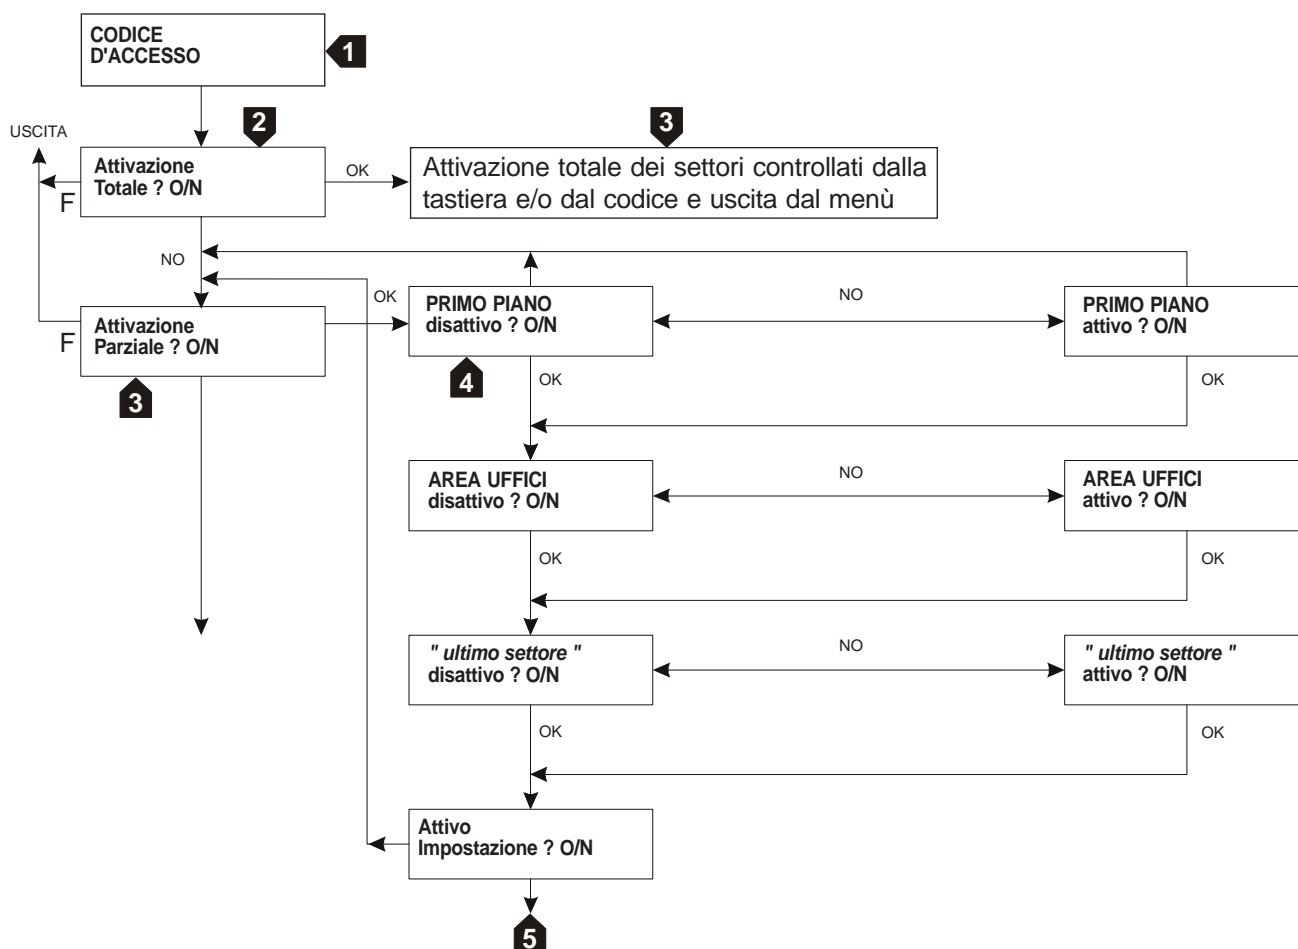 CODICE
D'ACCESSO
1
2
3
USCITA
Attivazione
Totale ? O/N
OK
Attivazione totale dei settori controllati dalla
tastiera e/o dal codice e uscita dal menù
F
NO
OK
PRIMO PIANO
disattivo ? O/N
NO
PRIMO PIANO
attivo ? O/N
Attivazione
Parziale ? O/N
F
3
4
OK
OK
AREA UFFICI
disattivo ? O/N
NO
AREA UFFICI
attivo ? O/N
OK
OK
" ultimo settore "
disattivo ? O/N
NO
" ultimo settore "
attivo ? O/N
OK
OK
Attivo
Impostazione ? O/N
5